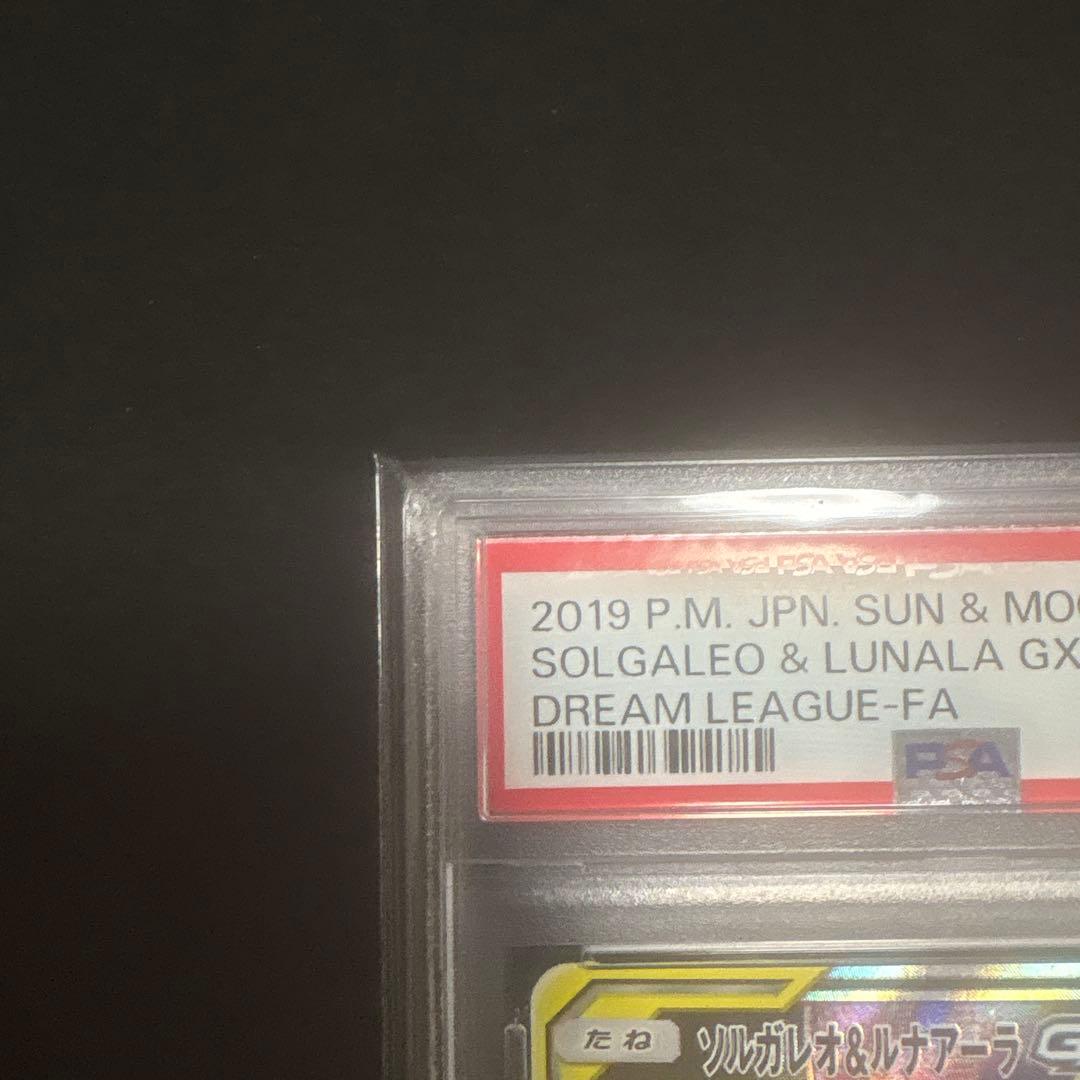 2019 P.M. JPN. SUN & MOO
SOLGALEO & LUNALA GX
DREAM LEAGUE-FA
PSA
たね ソルガレオ&ルナアーラ G